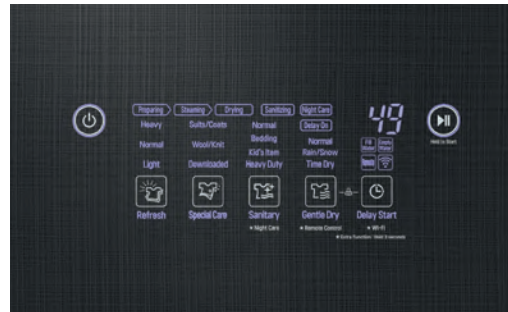 Preparing Steaming Drying Sanitizing Night Care
Heavy Suits/Coats Normal Delay On 49
Normal Wool/Knit Bedding Normal Fill Water Empty Water
Kid's Item Rain/Snow Remote
Light Downloaded Heavy Duty Time Dry
Hold to Start
Refresh Special Care Sanitary Gentle Dry Delay Start
* Night Care * Remote Control * Wi-Fi
* Extra Function: Hold 3 seconds